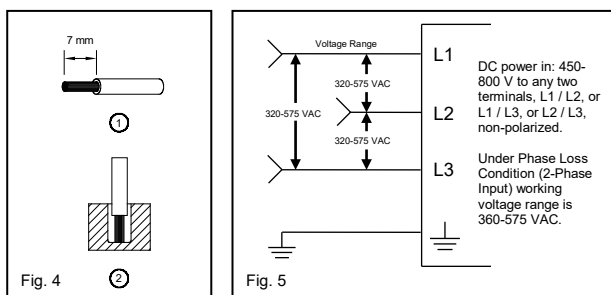 7 mm
1
2
Fig. 4
Voltage Range
L1
320-575 VAC
320-575 VAC
L2
320-575 VAC
L3
DC power in: 450-
800 V to any two
terminals, L1 / L2, or
L1 / L3, or L2 / L3,
non-polarized.
Under Phase Loss
Condition (2-Phase
Input) working
voltage range is
360-575 VAC.
Fig. 5